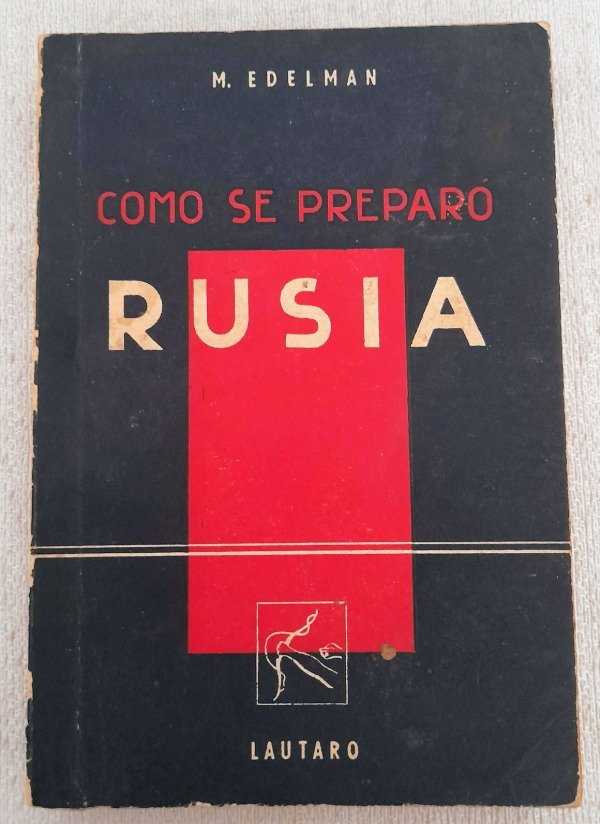 M. EDELMAN
COMO SE PREPARÓ
RUSIA
LAUTARO